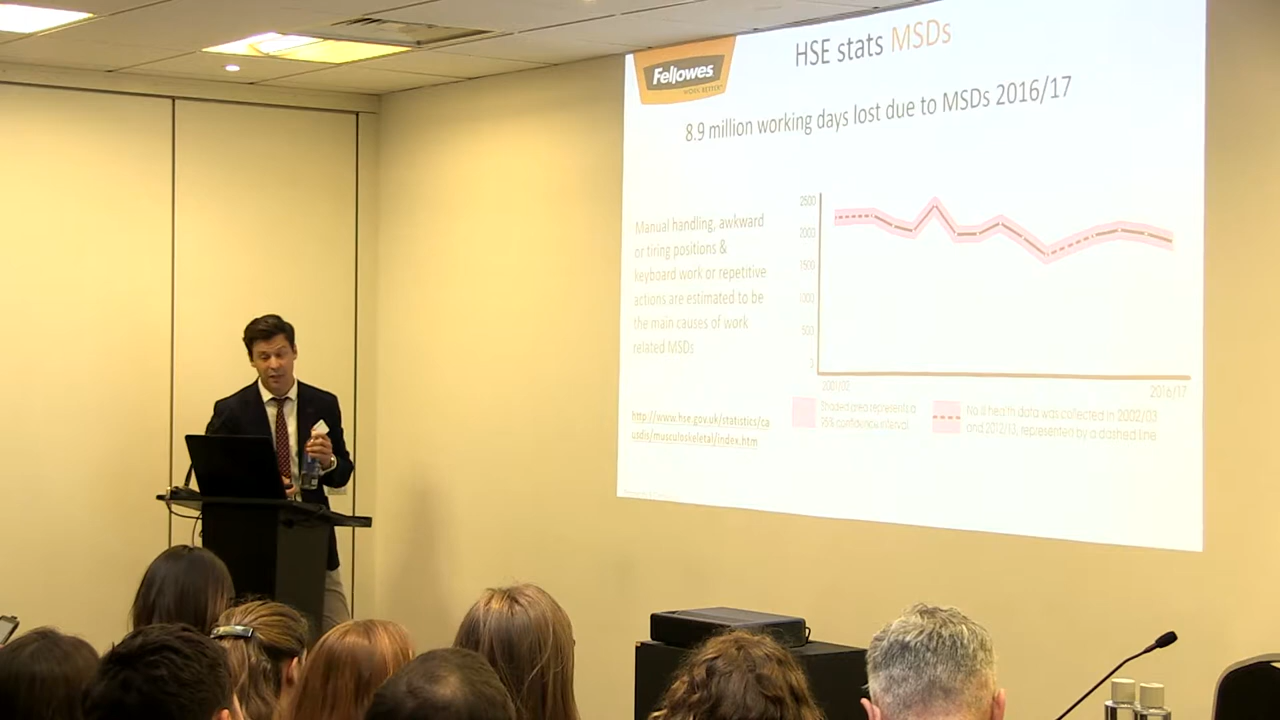 HSE stats MSDs
Fellowes
WORK BETTER
8.9 million working days lost due to MSDs 2016/17
Manual handling, awkward
or tiring positions &
keyboard work or repetitive
actions are estimated to be
the main causes of work
related MSDs
http://www.hse.gov.uk/statistics/ca
usdis/musculoskeletal/index.htm
2500
2000
1500
1000
500
0
2001/02
2016/17
Shaded area represents a
95% confidence interval
No ill health data was collected in 2002/03
and 2012/13, represented by a dashed line